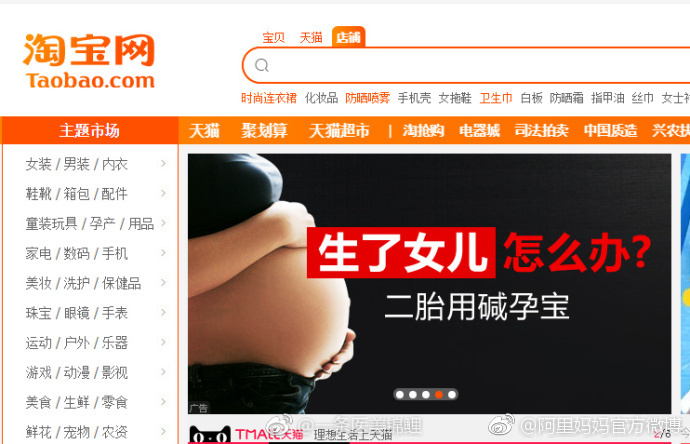 淘宝网
Taobao.com
宝贝 天猫 店铺
时尚连衣裙 化妆品 防晒喷雾 手机壳 女拖鞋 卫生巾 白板 防晒霜 指甲油 丝巾 女士衬
主题市场
天猫 聚划算 天猫超市 | 淘抢购 电器城 司法拍卖 中国质造 兴农扶
女装 / 男装 / 内衣
鞋靴 / 箱包 / 配件
童装玩具 / 孕产 / 用品
家电 / 数码 / 手机
美妆 / 洗护 / 保健品
珠宝 / 眼镜 / 手表
运动 / 户外 / 乐器
游戏 / 动漫 / 影视
美食 / 生鲜 / 零食
鲜花 / 宠物 / 农资
生了女儿 怎么办?
二胎用碱孕宝
广告
TMALL天猫 理想生活上天猫
2/6
@阿里妈妈官方微博